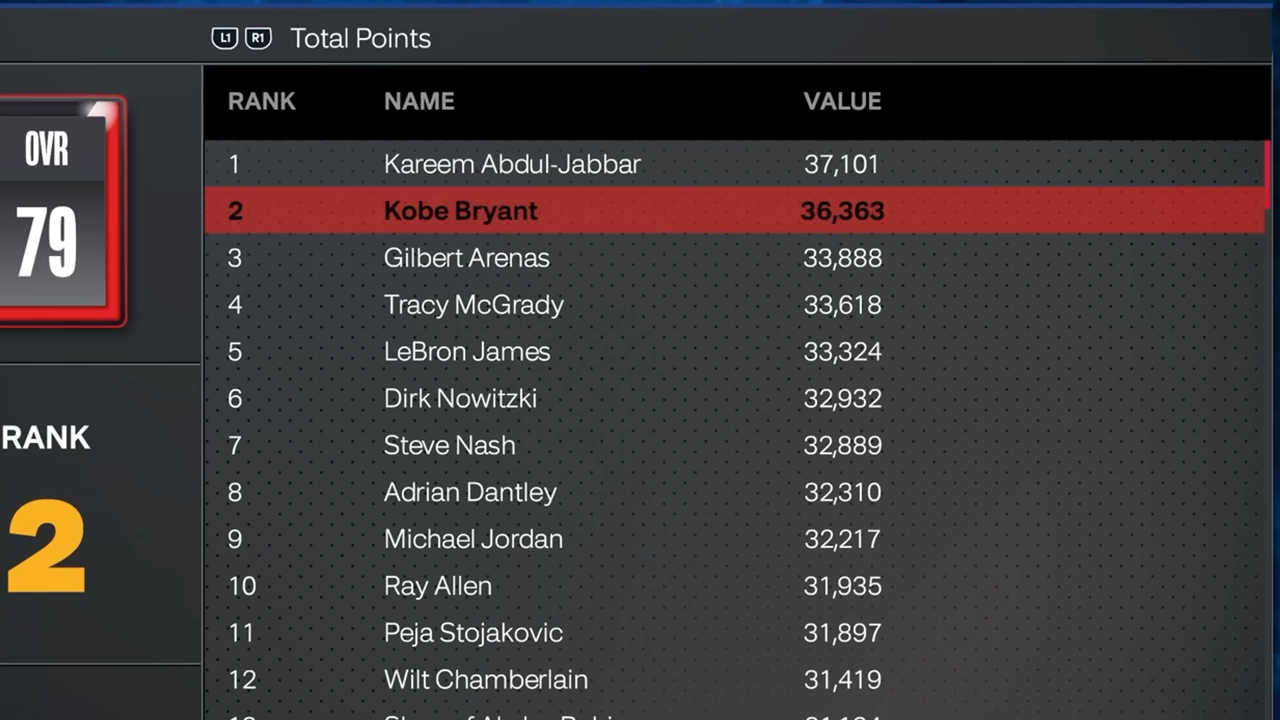 L1 R1 Total Points
OVR
79
RANK
2
RANK NAME VALUE
1 Kareem Abdul-Jabbar 37,101
2 Kobe Bryant 36,363
3 Gilbert Arenas 33,888
4 Tracy McGrady 33,618
5 LeBron James 33,324
6 Dirk Nowitzki 32,932
7 Steve Nash 32,889
8 Adrian Dantley 32,310
9 Michael Jordan 32,217
10 Ray Allen 31,935
11 Peja Stojakovic 31,897
12 Wilt Chamberlain 31,419